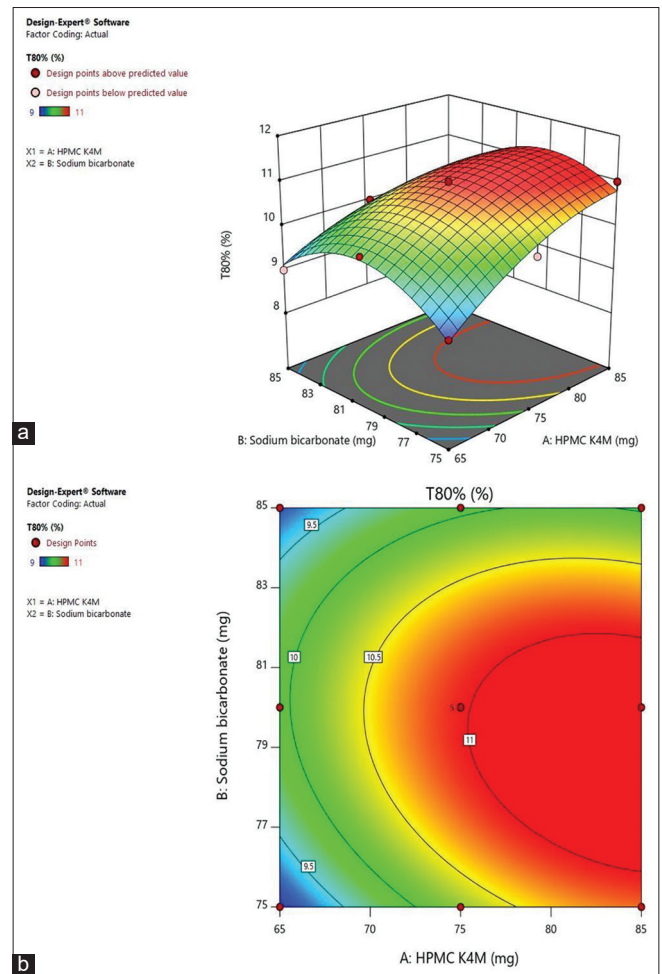 Design-Expert® Software
Factor Coding: Actual
T80% (%)
Design points above predicted value
Design points below predicted value
9 11
X1 = A: HPMC K4M
X2 = B: Sodium bicarbonate
T80% (%)
12
11
10
9
8
85
83
81
79
77
75
65
70
75
80
85
B: Sodium bicarbonate (mg)
A: HPMC K4M (mg)
a
Design-Expert® Software
Factor Coding: Actual
T80% (%)
Design Points
9 11
X1 = A: HPMC K4M
X2 = B: Sodium bicarbonate
T80% (%)
B: Sodium bicarbonate (mg)
85
83
81
79
77
75
9.5
10
10.5
11
9.5
65 70 75 80 85
A: HPMC K4M (mg)
b